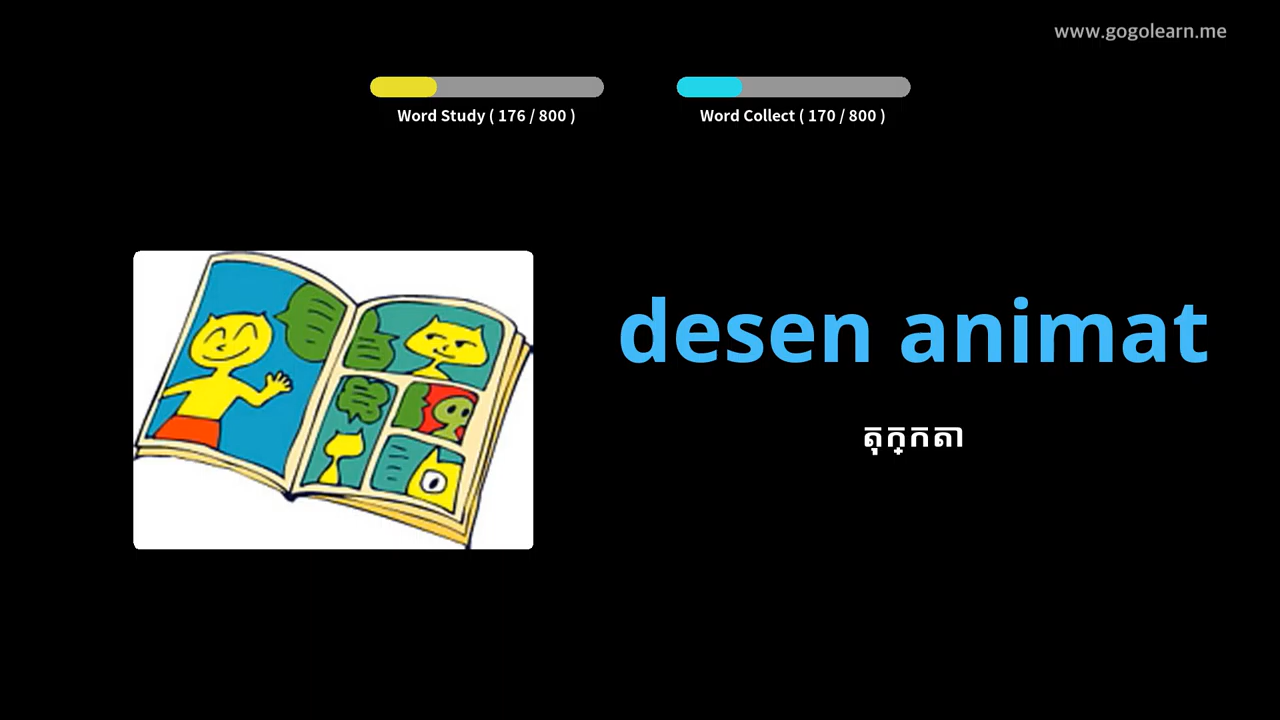 www.gogolearn.me
Word Study ( 176 / 800 )
Word Collect ( 170 / 800 )
desen animat
តុក្កតា